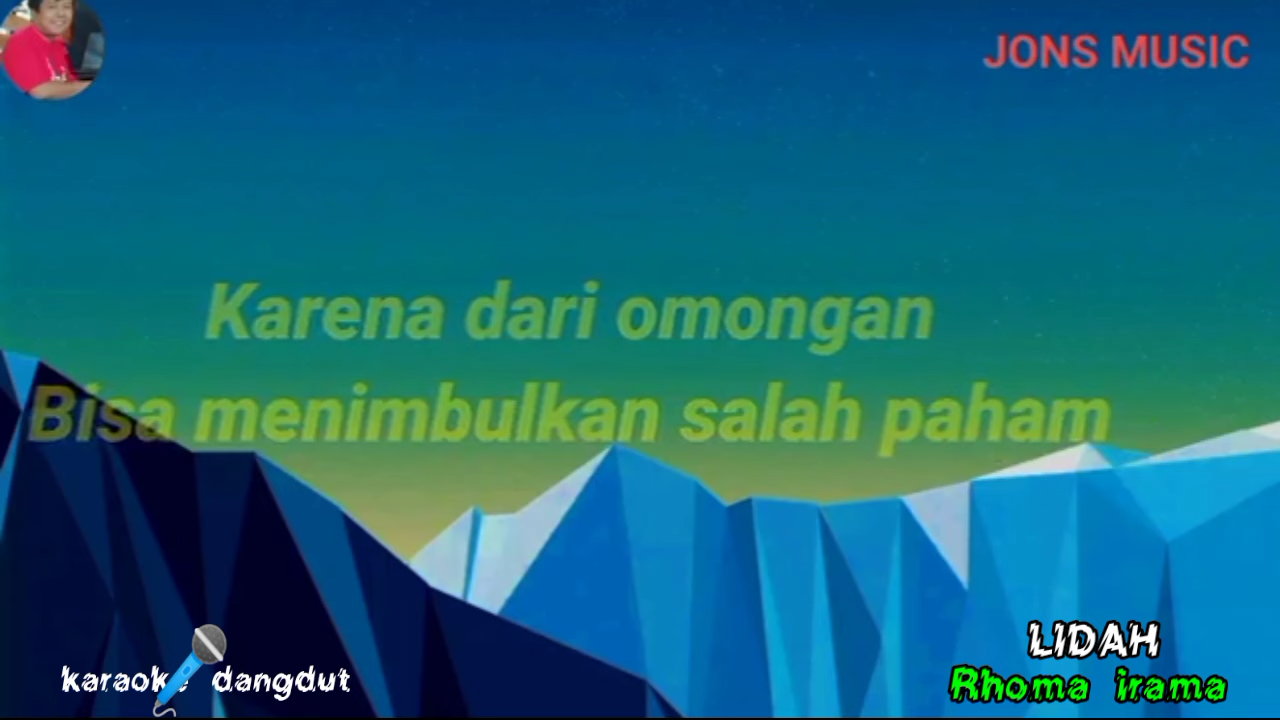 JONS MUSIC
Karena dari omongan
Bisa menimbulkan salah paham
LIDAH
karaoke dangdut
Rhoma irama